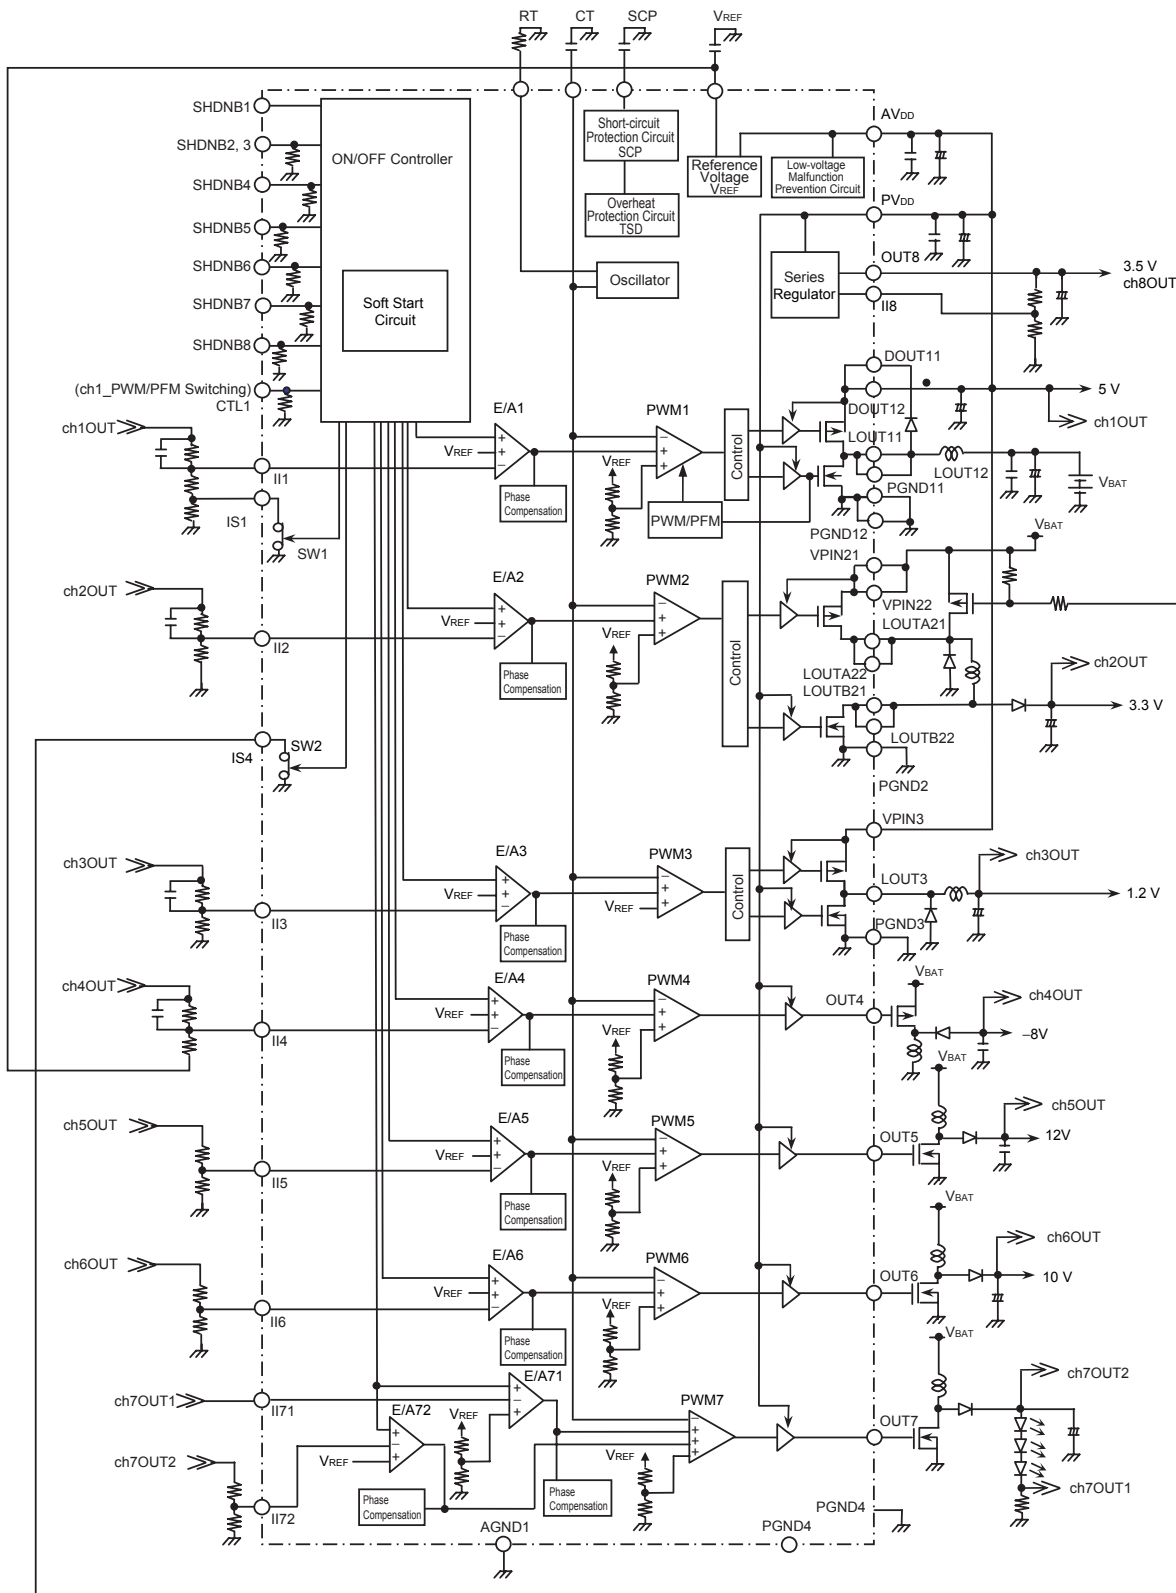 RT
CT
SCP
VREF
SHDNB1
SHDNB2, 3
SHDNB4
SHDNB5
SHDNB6
SHDNB7
SHDNB8
(ch1_PWM/PFM Switching)
CTL1
ON/OFF Controller
Soft Start
Circuit
Short-circuit
Protection Circuit
SCP
Overheat
Protection Circuit
TSD
Oscillator
Reference
Voltage
VREF
Low-voltage
Malfunction
Prevention Circuit
AVDD
PVDD
OUT8
Series
Regulator
II8
3.5 V
ch8OUT
DOUT11
5 V
DOUT12
ch1OUT
LOUT11
LOUT12
VBAT
PGND11
PGND12
ch1OUT
II1
IS1
SW1
E/A1
VREF
Phase
Compensation
PWM1
VREF
PWM/PFM
Control
VPIN21
VBAT
VPIN22
LOUTA21
LOUTA22
LOUTB21
ch2OUT
3.3 V
LOUTB22
PGND2
ch2OUT
II2
E/A2
VREF
Phase
Compensation
PWM2
VREF
Control
IS4
SW2
VPIN3
ch3OUT
LOUT3
1.2 V
PGND3
ch3OUT
II3
E/A3
VREF
Phase
Compensation
PWM3
VREF
Control
ch4OUT
II4
E/A4
VREF
Phase
Compensation
PWM4
VREF
OUT4
VBAT
ch4OUT
–8V
ch5OUT
II5
E/A5
VREF
Phase
Compensation
PWM5
VREF
OUT5
VBAT
ch5OUT
12V
ch6OUT
II6
E/A6
VREF
Phase
Compensation
PWM6
VREF
OUT6
VBAT
ch6OUT
10 V
ch7OUT1
II71
E/A71
VREF
E/A72
VREF
ch7OUT2
II72
Phase
Compensation
Phase
Compensation
PWM7
VREF
OUT7
VBAT
ch7OUT2
ch7OUT1
PGND4
AGND1
PGND4